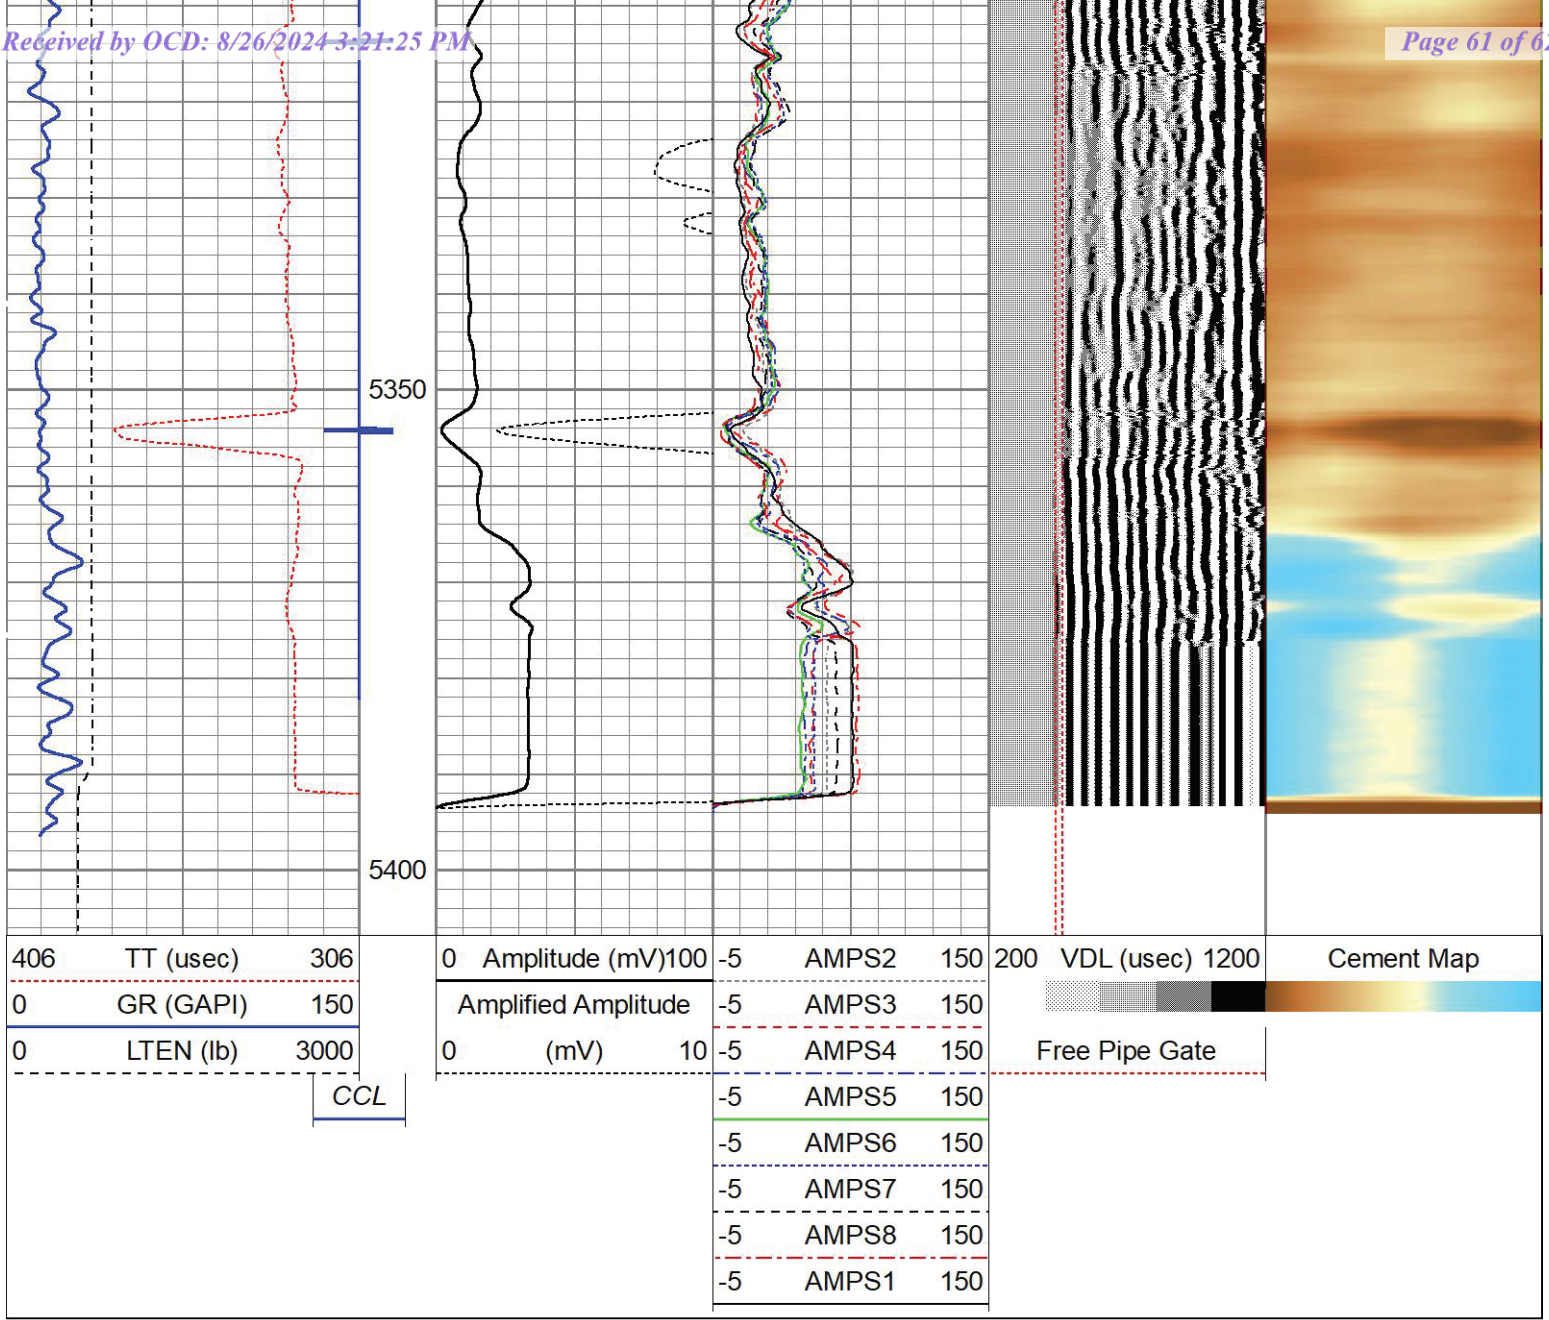 Received by OCD: 8/26/2024 3:21:25 PM
Page 61 of 62
5350
5400
406 TT (usec) 306
0 GR (GAPI) 150
0 LTEN (lb) 3000
CCL
0 Amplitude (mV)100
Amplified Amplitude
0 (mV) 10
-5 AMPS2 150
-5 AMPS3 150
-5 AMPS4 150
-5 AMPS5 150
-5 AMPS6 150
-5 AMPS7 150
-5 AMPS8 150
-5 AMPS1 150
200 VDL (usec) 1200
Free Pipe Gate
Cement Map